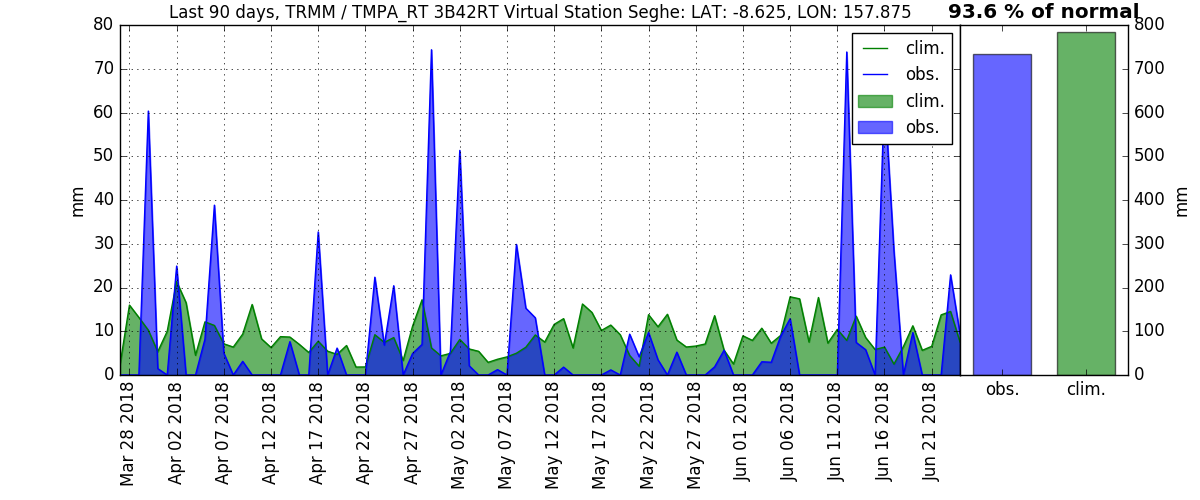 Last 90 days, TRMM / TMPA_RT 3B42RT Virtual Station Seghe: LAT: -8.625, LON: 157.875
93.6 % of normal
mm
80
70
60
50
40
30
20
10
0
clim.
obs.
clim.
obs.
Mar 28 2018
Apr 02 2018
Apr 07 2018
Apr 12 2018
Apr 17 2018
Apr 22 2018
Apr 27 2018
May 02 2018
May 07 2018
May 12 2018
May 17 2018
May 22 2018
May 28 2018
Jun 01 2018
Jun 06 2018
Jun 11 2018
Jun 16 2018
Jun 21 2018
800
700
600
500
400
300
200
100
0
mm
obs.
clim.